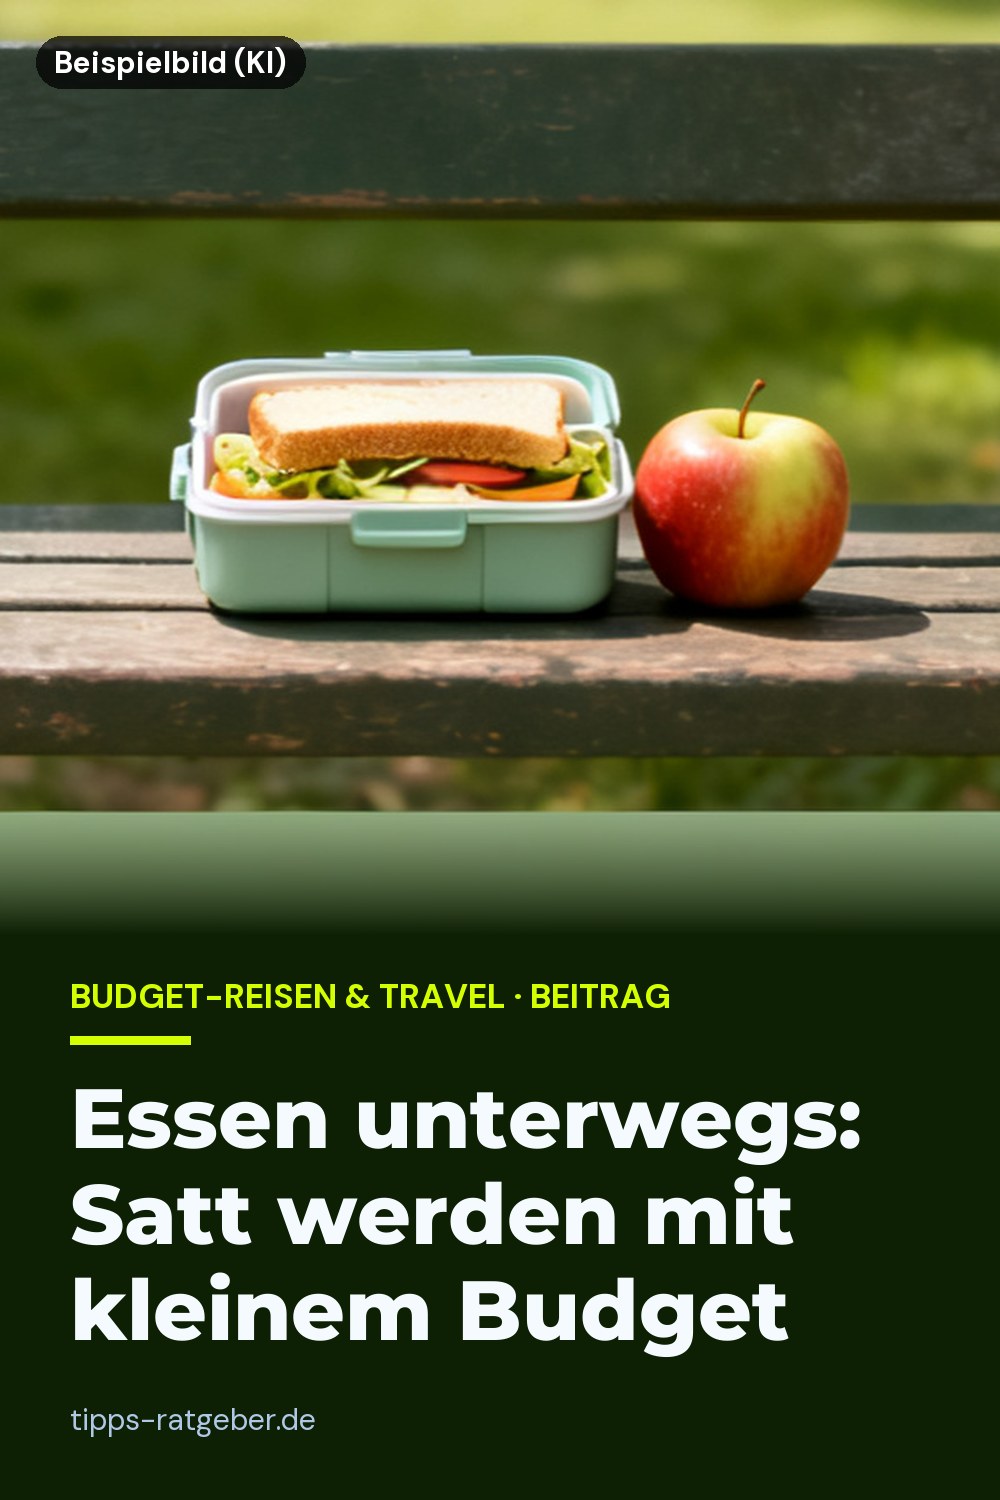 Beispielbild (KI)
BUDGET-REISEN & TRAVEL · BEITRAG
Essen unterwegs:
Satt werden mit
kleinem Budget
tipps-ratgeber.de